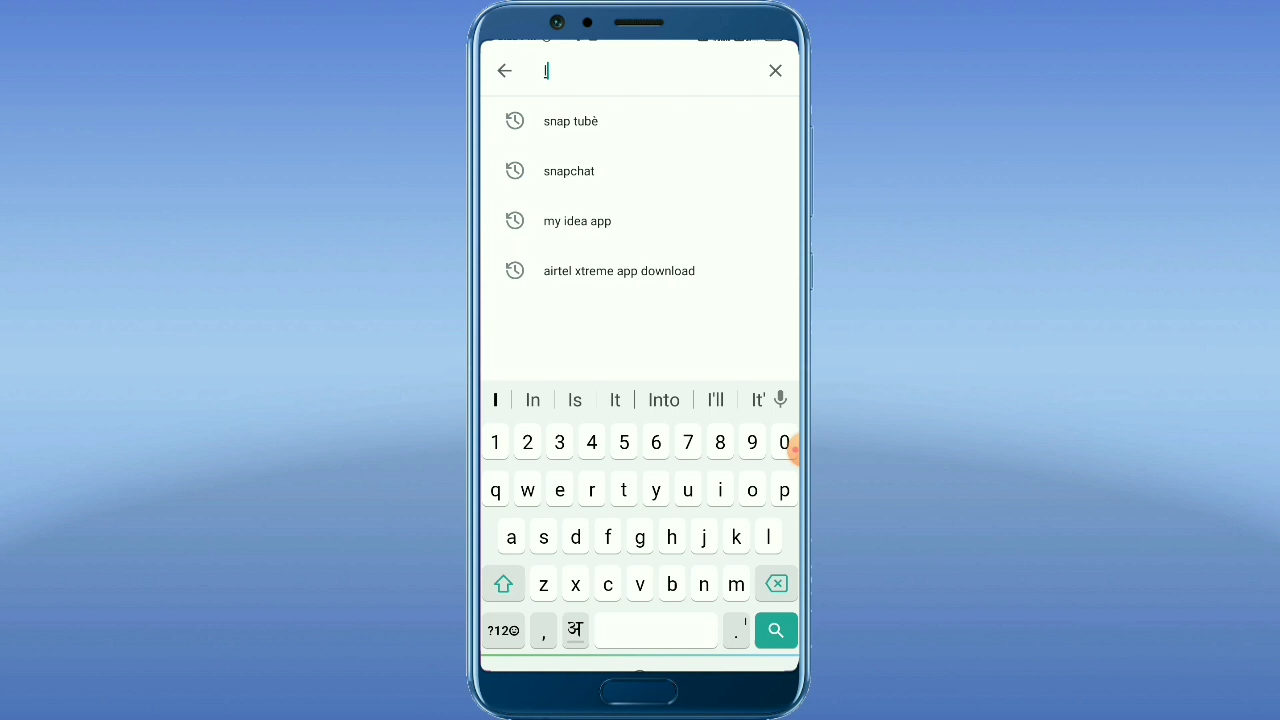 I
snap tubè
snapchat
my idea app
airtel xtreme app download
I In Is It Into I'll It'
1 2 3 4 5 6 7 8 9 0
q w e r t y u i o p
a s d f g h j k l
z x c v b n m
?12☺ , अ . !